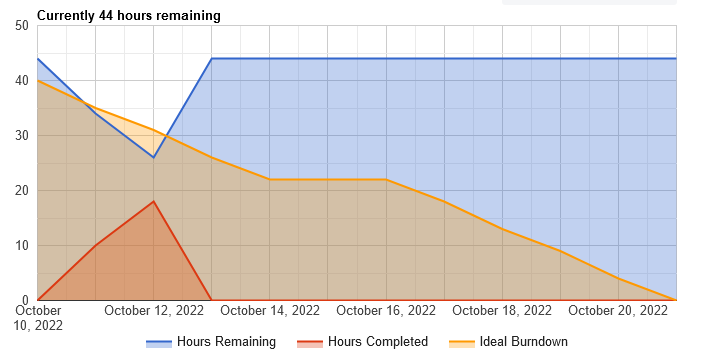 Currently 44 hours remaining
50
40
30
20
10
0
October
10, 2022
October 12, 2022
October 14, 2022
October 16, 2022
October 18, 2022
October 20, 2022
Hours Remaining
Hours Completed
Ideal Burndown